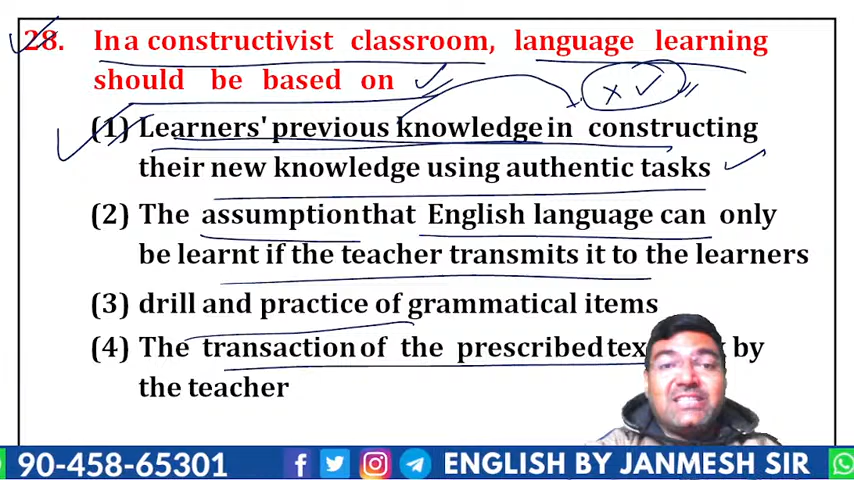 28. In a constructivist classroom, language learning
should be based on
(1) Learners' previous knowledge in constructing
their new knowledge using authentic tasks
(2) The assumption that English language can only
be learnt if the teacher transmits it to the learners
(3) drill and practice of grammatical items
(4) The transaction of the prescribed by
the teacher
90-458-65301 ENGLISH BY JANMESH SIR